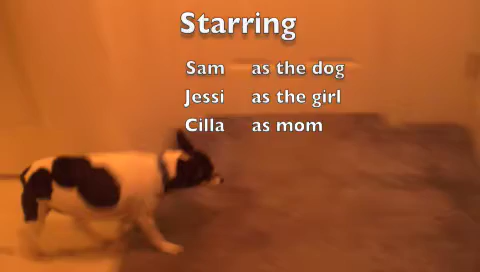 Starring
Sam as the dog
Jessi as the girl
Cilla as mom